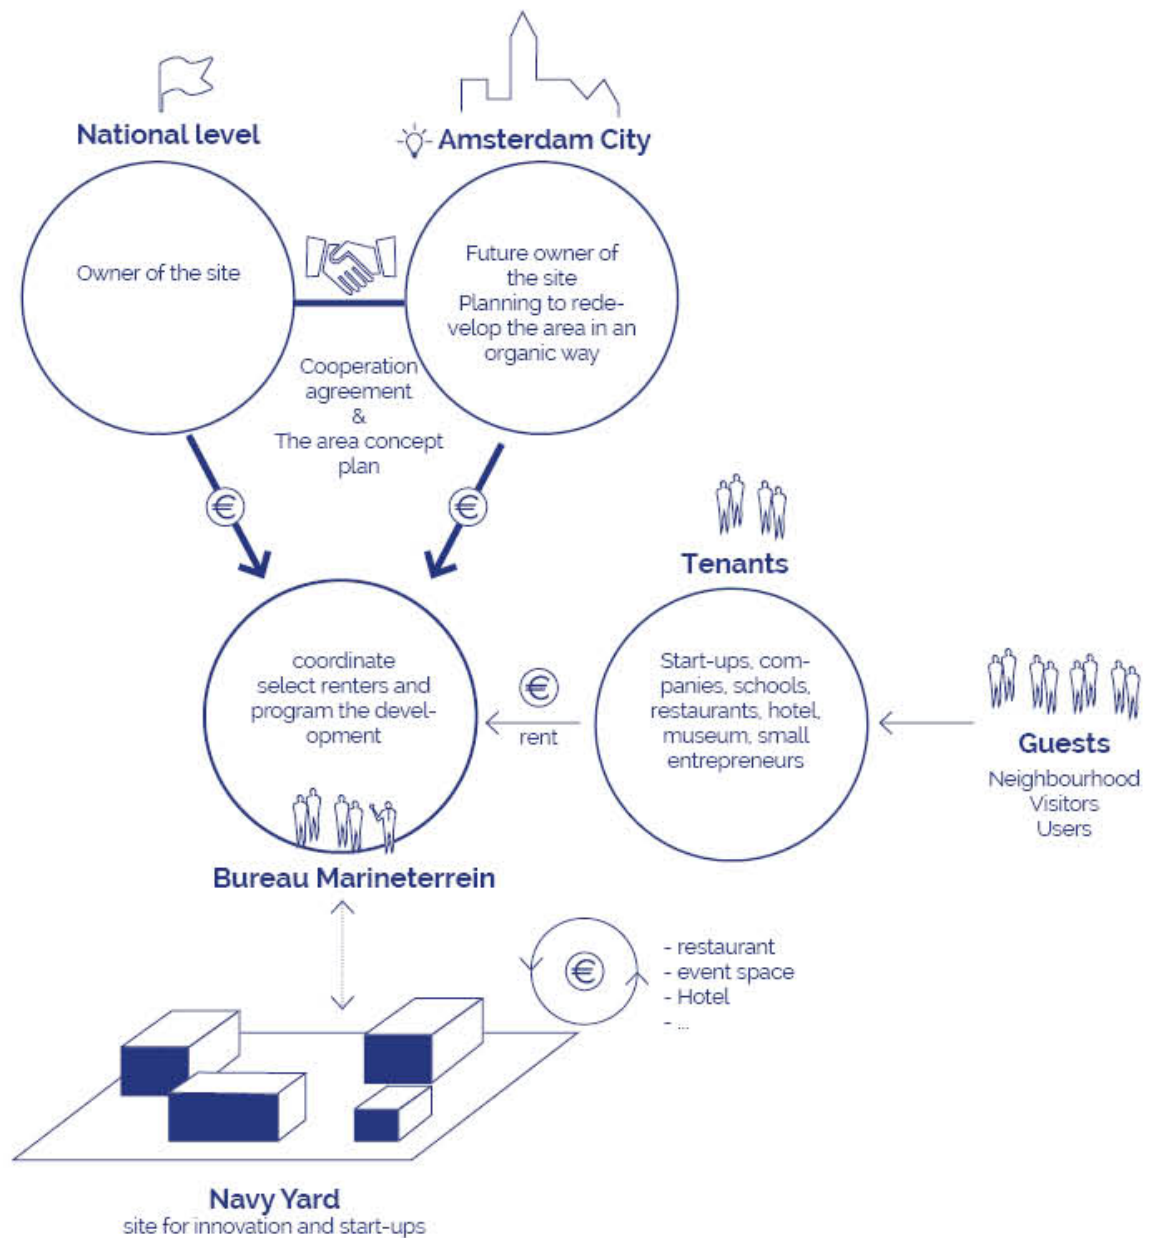 National level
Amsterdam City
Owner of the site
Future owner of
the site
Planning to rede-
velop the area in an
organic way
Cooperation
agreement
&
The area concept
plan
€
€
Tenants
coordinate
select renters and
program the devel-
opment
€
rent
Start-ups, com-
panies, schools,
restaurants, hotel,
museum, small
entrepreneurs
Guests
Neighbourhood
Visitors
Users
Bureau Marineterrein
€
- restaurant
- event space
- Hotel
- ...
Navy Yard
site for innovation and start-ups